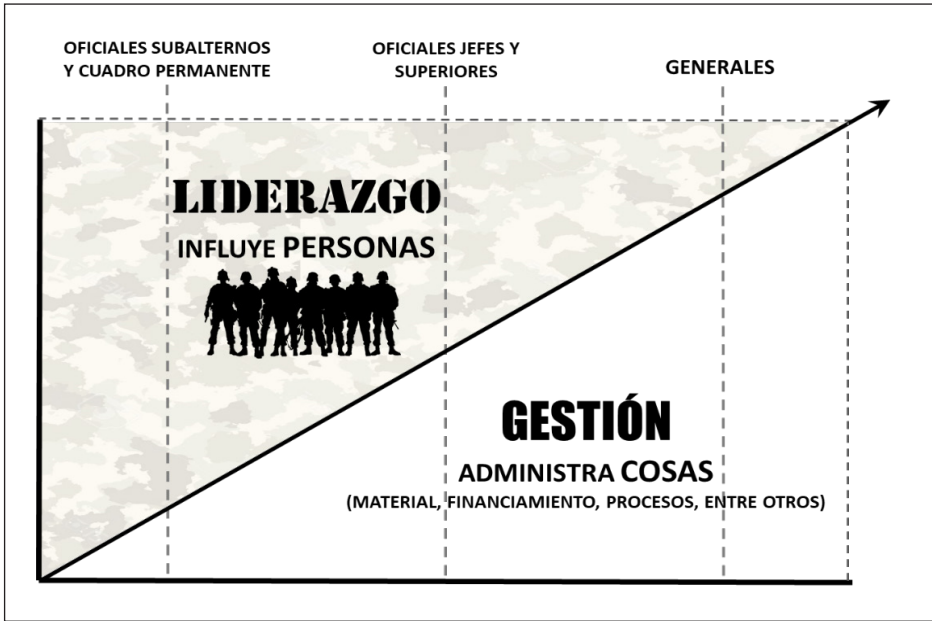 OFICIALES SUBALTERNOS
Y CUADRO PERMANENTE
OFICIALES JEFES Y
SUPERIORES
GENERALES
LIDERAZGO
INFLUYE PERSONAS
GESTIÓN
ADMINISTRA COSAS
(MATERIAL, FINANCIAMIENTO, PROCESOS, ENTRE OTROS)